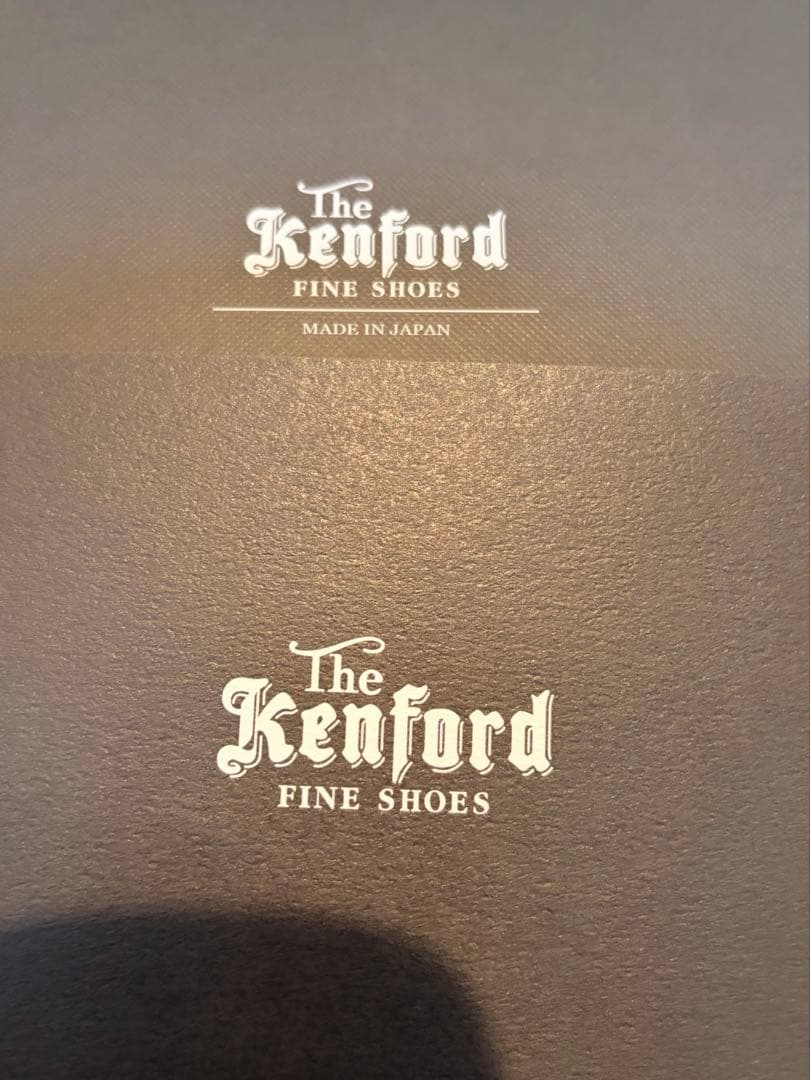 The
Kenford
FINE SHOES
MADE IN JAPAN
The
Kenford
FINE SHOES